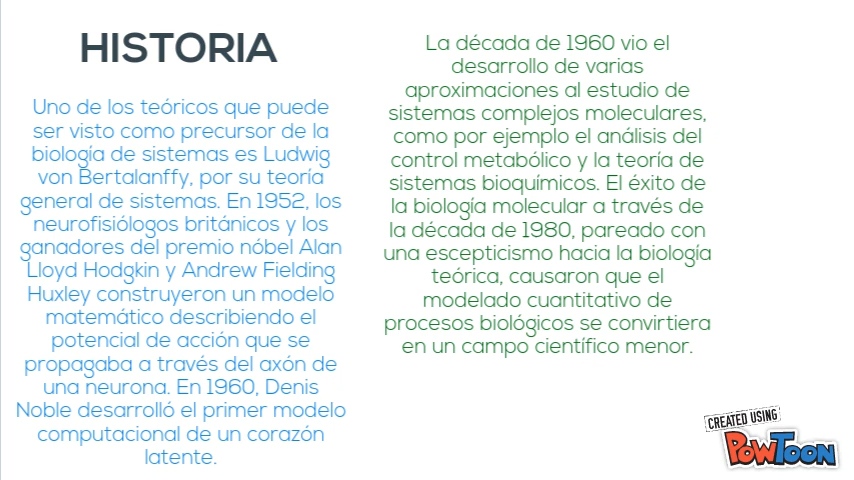 HISTORIA
Uno de los teóricos que puede
ser visto como precursor de la
biología de sistemas es Ludwig
von Bertalanffy, por su teoría
general de sistemas. En 1952, los
neurofisiólogos británicos y los
ganadores del premio nóbel Alan
Lloyd Hodgkin y Andrew Fielding
Huxley construyeron un modelo
matemático describiendo el
potencial de acción que se
propagaba a través del axón de
una neurona. En 1960, Denis
Noble desarrolló el primer modelo
computacional de un corazón
latente.
La década de 1960 vio el
desarrollo de varias
aproximaciones al estudio de
sistemas complejos moleculares,
como por ejemplo el análisis del
control metabólico y la teoría de
sistemas bioquímicos. El éxito de
la biología molecular a través de
la década de 1980, pareado con
una escepticismo hacia la biología
teórica, causaron que el
modelado cuantitativo de
procesos biológicos se convirtiera
en un campo científico menor.
CREATED USING
POWTOON